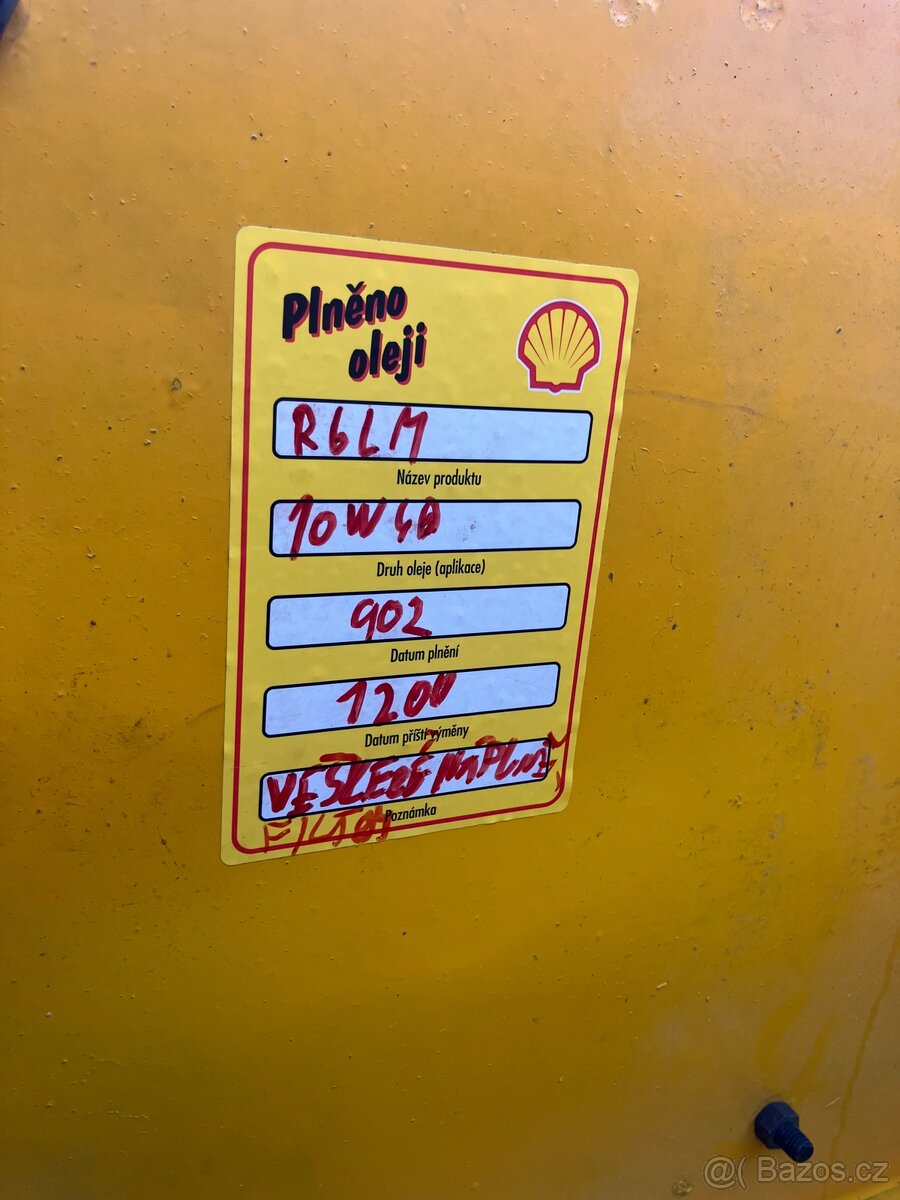 Plněno
oleji
R6LM
Název produktu
10W40
Druh oleje (aplikace)
902
Datum plnění
1200
Datum příští výměny
VEŠKERÉ NÁPLNĚ
Poznámka
FILTRY
@( Bazos.cz